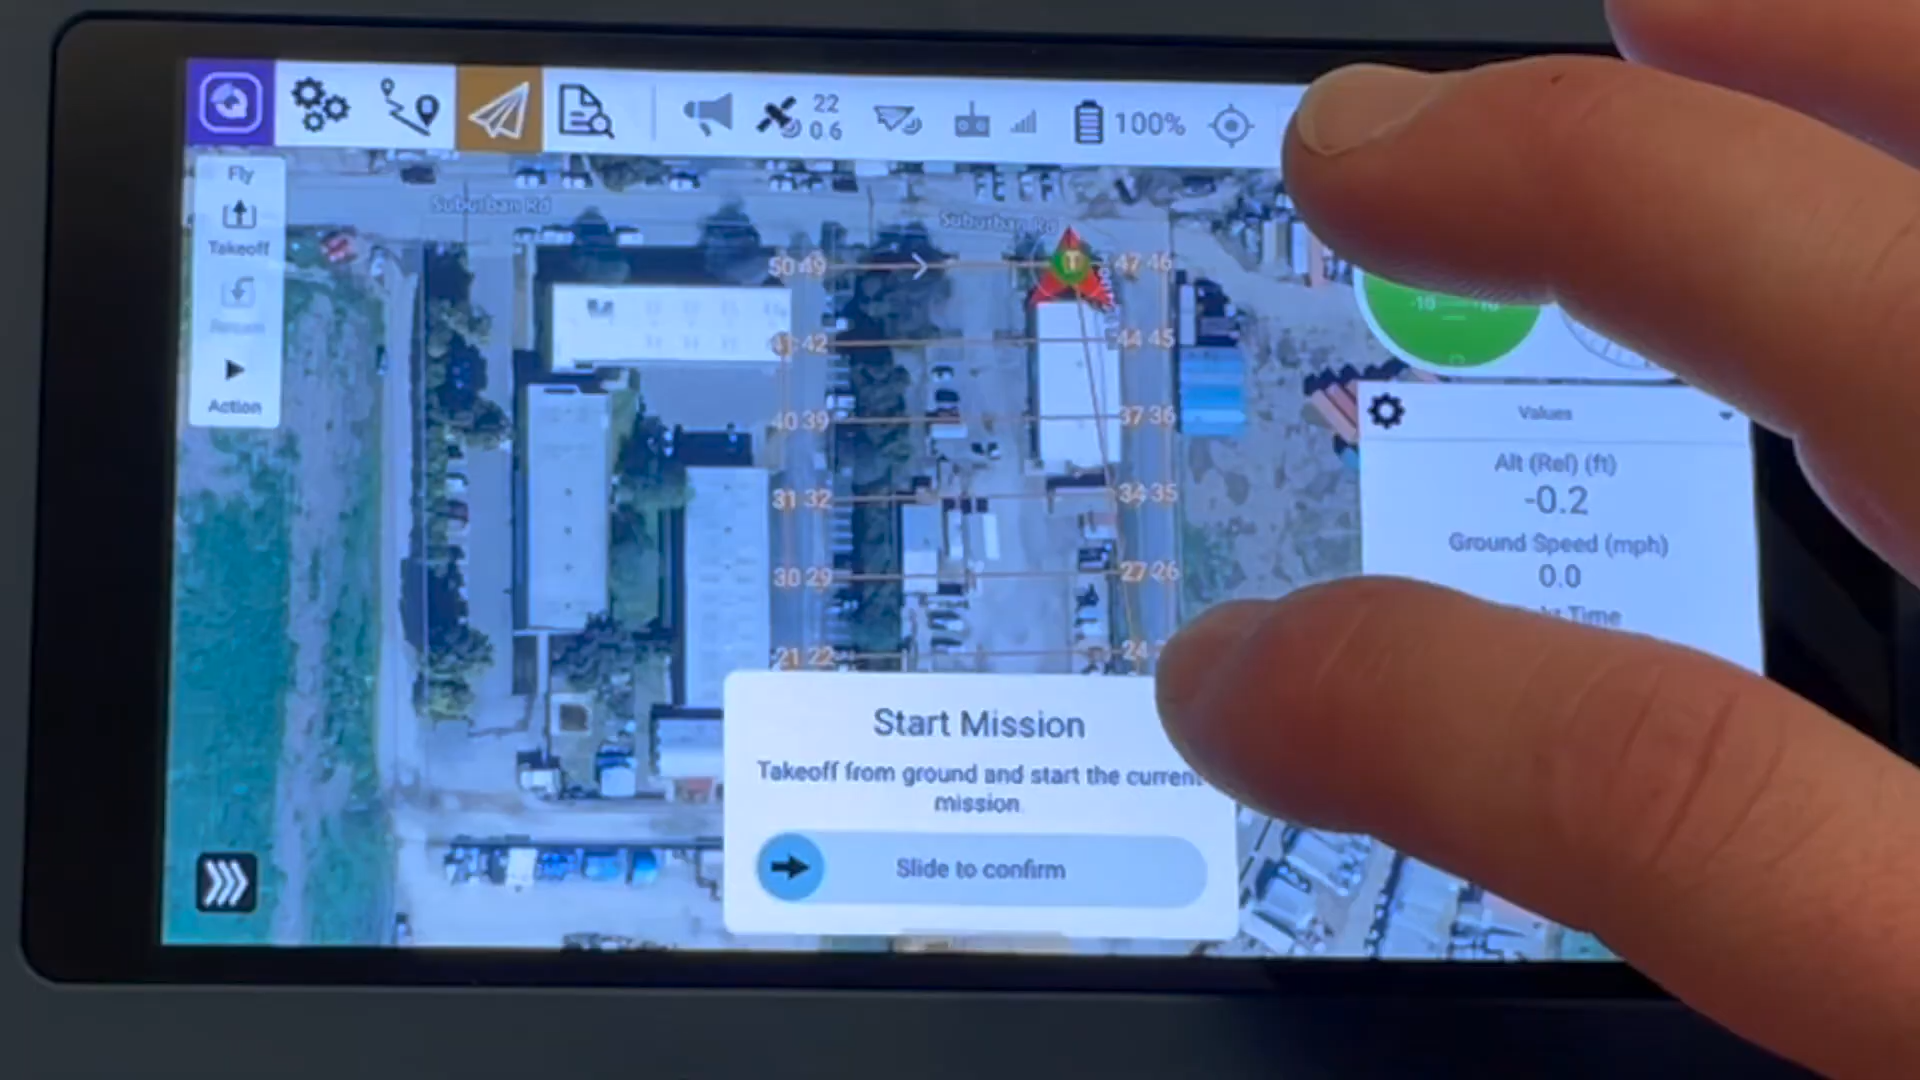 22
0.6
100%
Fly
Suburban Rd
Suburban Rd
Takeoff
T
50 49
47 46
-10
Return
42
44 45
Action
40 39
37 36
Values
Alt (Rel) (ft)
-0.2
31 32
34 35
Ground Speed (mph)
0.0
30 29
27 26
Time
21 22
24
Start Mission
Takeoff from ground and start the current
mission
Slide to confirm